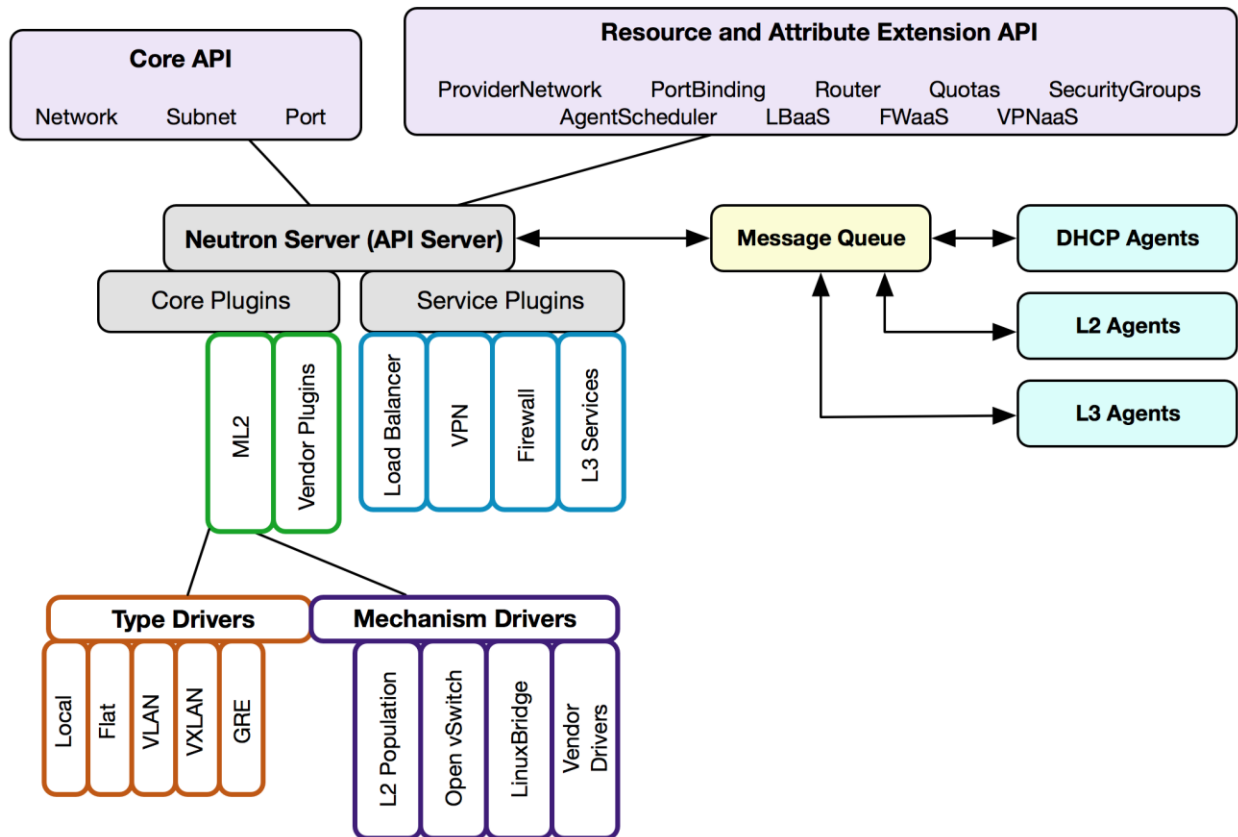 Core API
Network Subnet Port
Resource and Attribute Extension API
ProviderNetwork PortBinding Router Quotas SecurityGroups
AgentScheduler LBaaS FWaaS VPNaaS
Neutron Server (API Server)
Message Queue
DHCP Agents
Core Plugins
Service Plugins
L2 Agents
L3 Agents
ML2
Vendor Plugins
Load Balancer
VPN
Firewall
L3 Services
Type Drivers
Mechanism Drivers
Local
Flat
VLAN
VXLAN
GRE
L2 Population
Open vSwitch
LinuxBridge
Vendor
Drivers